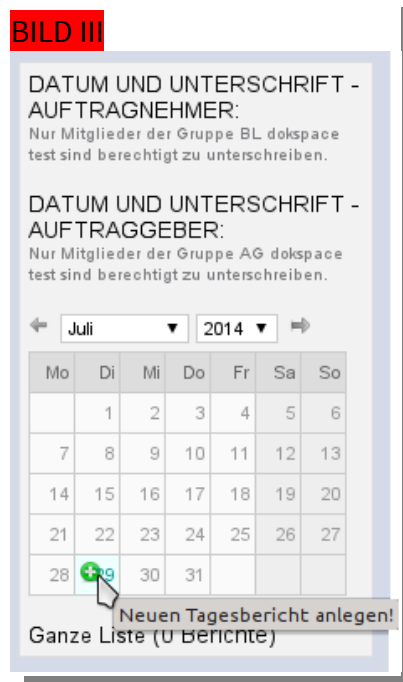 BILD III
DATUM UND UNTERSCHRIFT -
AUFTRAGNEHMER:
Nur Mitglieder der Gruppe BL dokspace
test sind berechtigt zu unterschreiben.
DATUM UND UNTERSCHRIFT -
AUFTRAGGEBER:
Nur Mitglieder der Gruppe AG dokspace
test sind berechtigt zu unterschreiben.
Juli 2014
Mo Di Mi Do Fr Sa So
1 2 3 4 5 6
7 8 9 10 11 12 13
14 15 16 17 18 19 20
21 22 23 24 25 26 27
28 29 30 31
Neuen Tagesbericht anlegen!
Ganze Liste (0 Berichte)